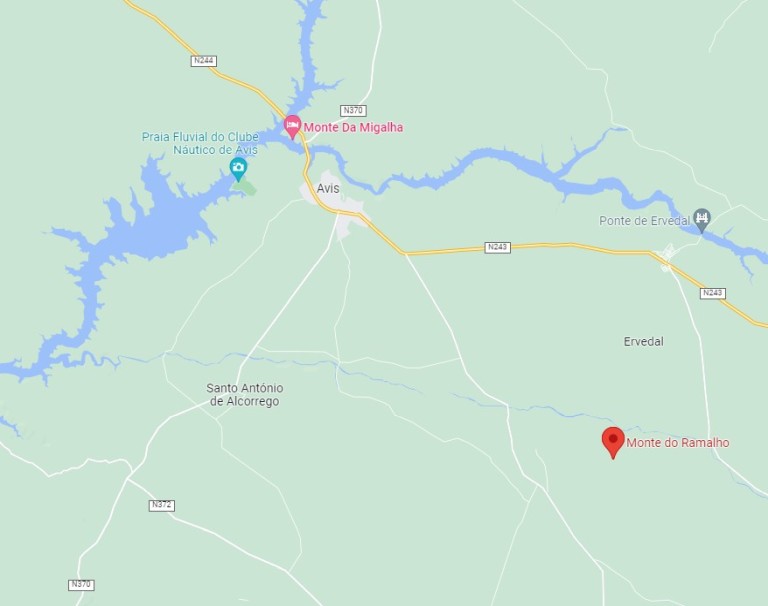 N244
N370
Monte Da Migalha
Praia Fluvial do Clube
Náutico de Avis
Avis
Ponte de Ervedal
N243
N243
Ervedal
Santo António
de Alcorrego
Monte do Ramalho
N372
N370